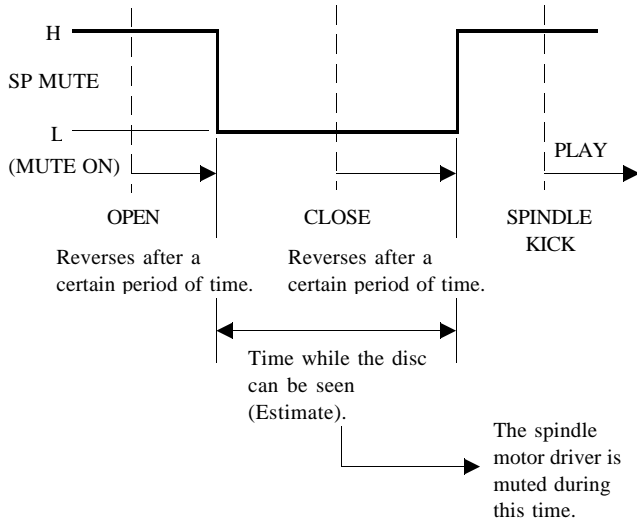 H
SP MUTE
L
(MUTE ON)
PLAY
OPEN
CLOSE
SPINDLE
KICK
Reverses after a
certain period of time.
Reverses after a
certain period of time.
Time while the disc
can be seen
(Estimate).
The spindle
motor driver is
muted during
this time.